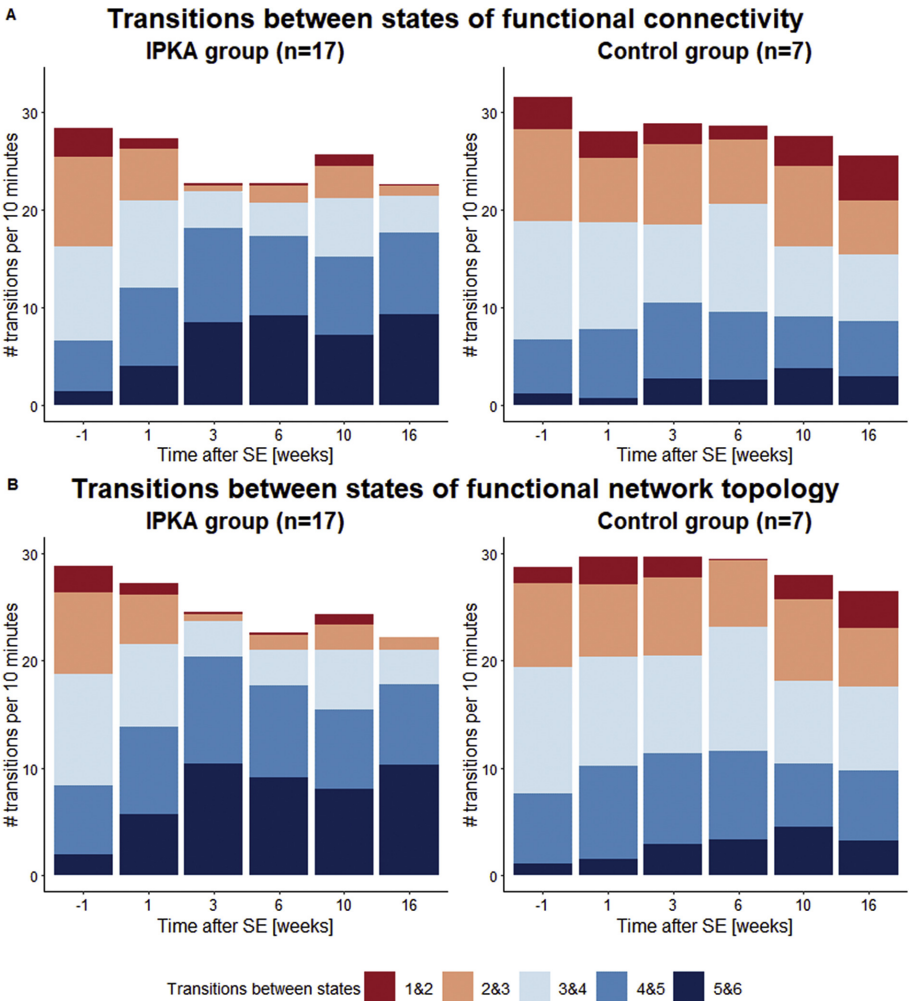 A
Transitions between states of functional connectivity
IPKA group (n=17)
Control group (n=7)
# transitions per 10 minutes
30
20
10
0
-1 1 3 6 10 16
Time after SE [weeks]
# transitions per 10 minutes
30
20
10
0
-1 1 3 6 10 16
Time after SE [weeks]
B
Transitions between states of functional network topology
IPKA group (n=17)
Control group (n=7)
# transitions per 10 minutes
30
20
10
0
-1 1 3 6 10 16
Time after SE [weeks]
# transitions per 10 minutes
30
20
10
0
-1 1 3 6 10 16
Time after SE [weeks]
Transitions between states 1&2 2&3 3&4 4&5 5&6